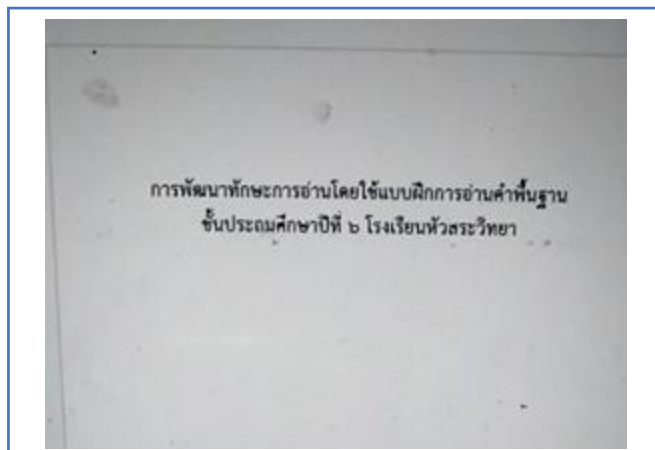 การพัฒนาทักษะการอ่านโดยใช้แบบฝึกการอ่านคำพื้นฐาน
ชั้นประถมศึกษาปีที่ ๖ โรงเรียนหัวสระวิทยา